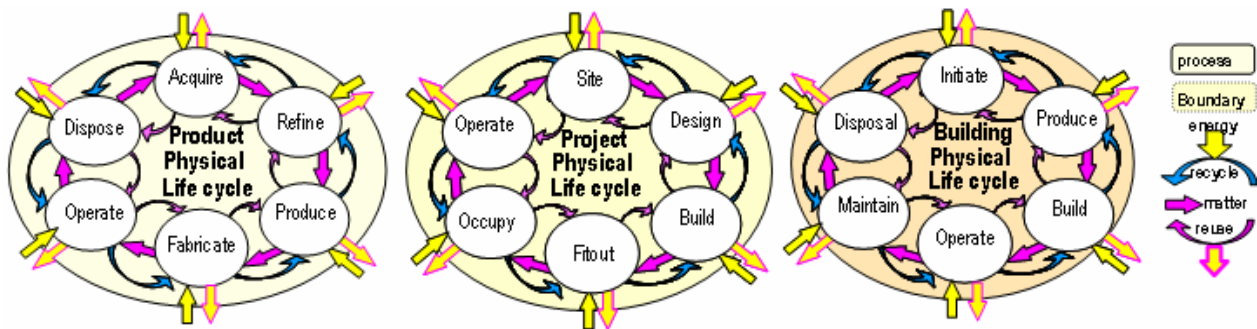 Acquire
Refine
Produce
Fabricate
Operate
Dispose
Product
Physical
Life cycle
Site
Design
Build
Fitout
Occupy
Operate
Project
Physical
Life cycle
Initiate
Produce
Build
Operate
Maintain
Disposal
Building
Physical
Life cycle
process
Boundary
energy
recycle
matter
reuse